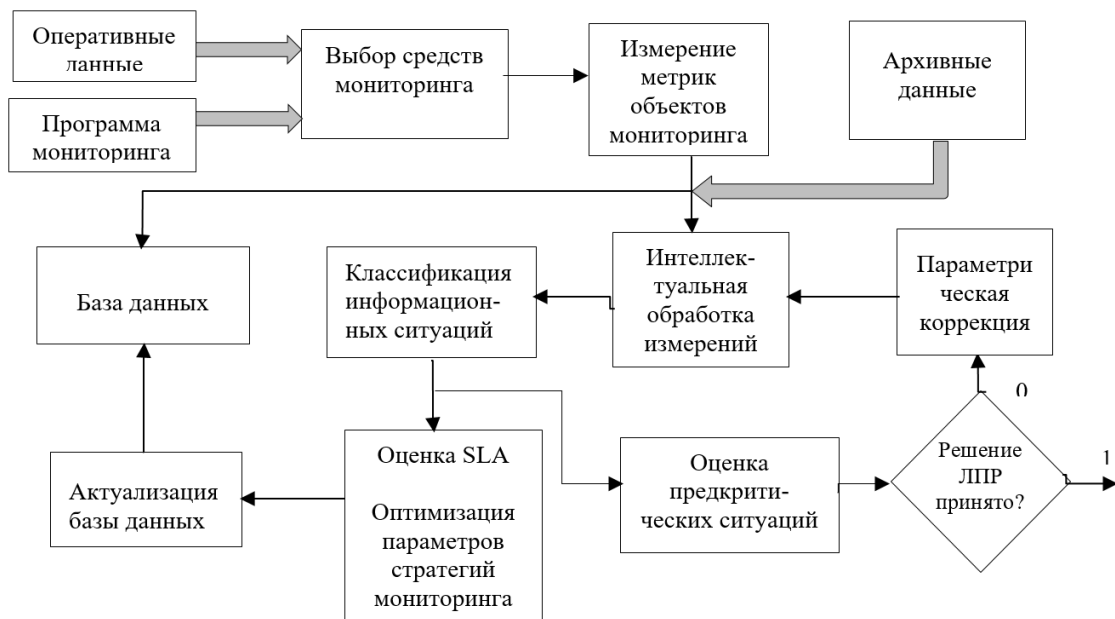 Оперативные
данные
Программа
мониторинга
Выбор средств
мониторинга
Измерение
метрик
объектов
мониторинга
Архивные
данные
База данных
Классификация
информацион-
ных ситуаций
Интеллек-
туальная
обработка
измерений
Параметри
ческая
коррекция
0
Актуализация
базы данных
Оценка SLA
Оптимизация
параметров
стратегий
мониторинга
Оценка
предкрити-
ческих ситуаций
Решение
ЛПР
принято?
1